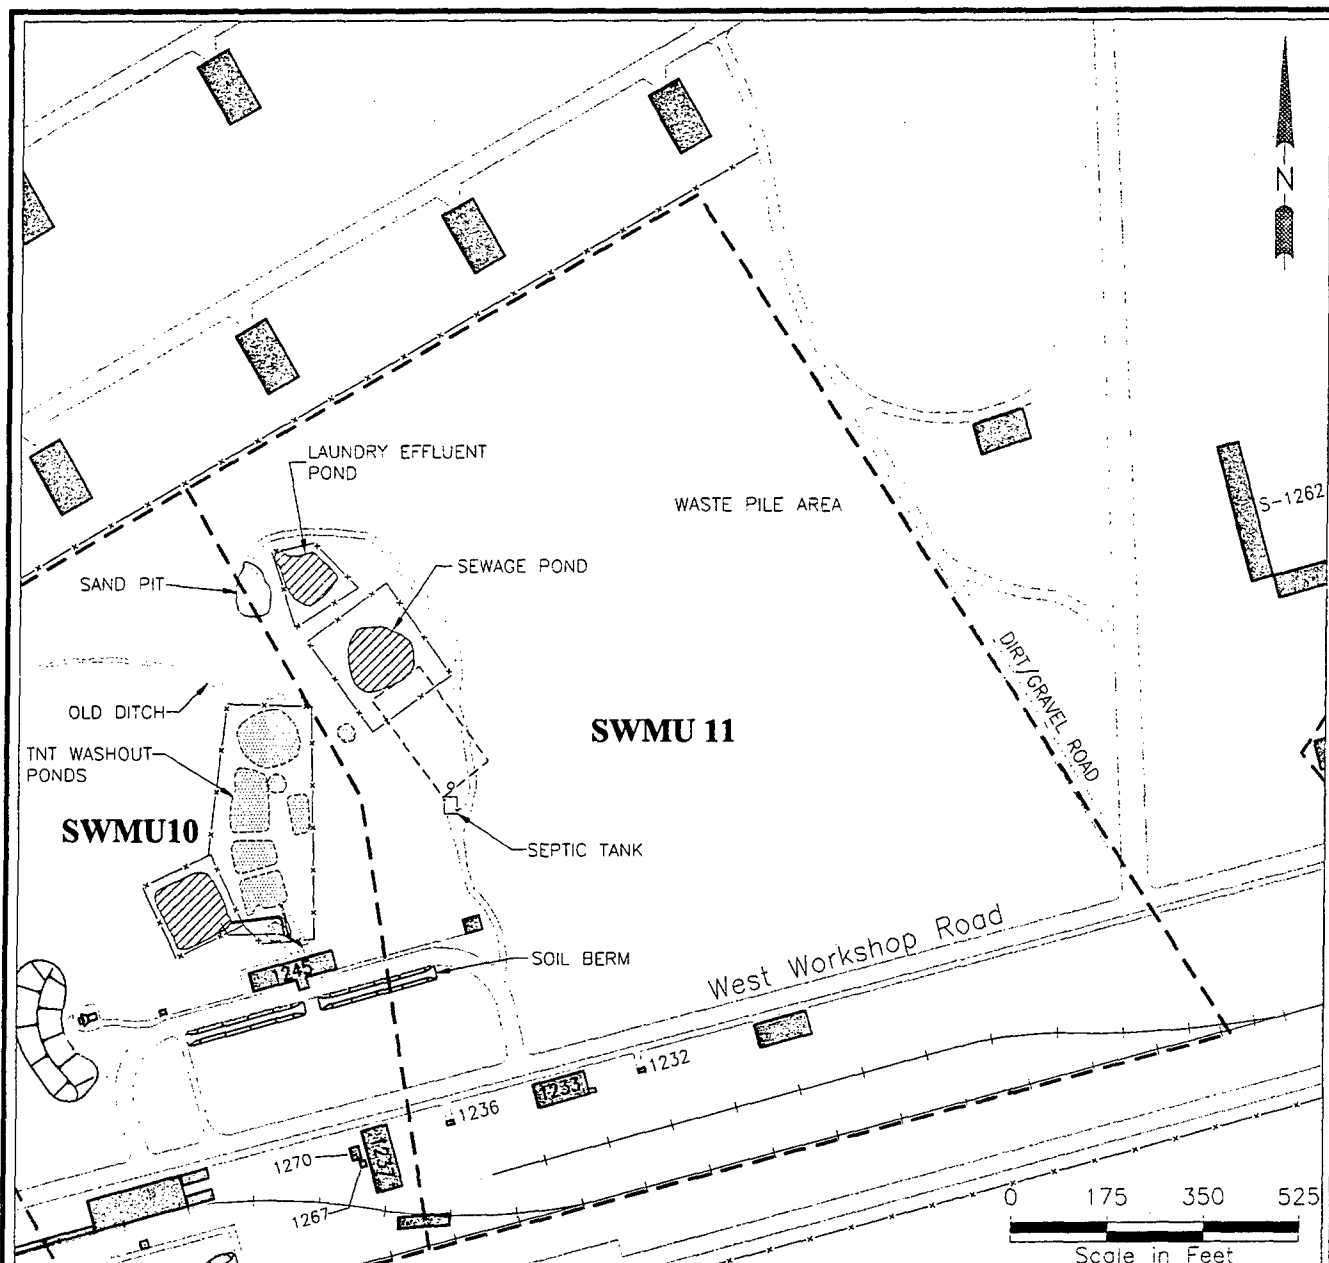 N
LAUNDRY EFFLUENT
POND
WASTE PILE AREA
S-1262
SEWAGE POND
SAND PIT
DIRT/GRAVEL ROAD
OLD DITCH
SWMU 11
TNT WASHOUT
PONDS
SWMU10
SEPTIC TANK
West Workshop Road
SOIL BERM
1245
1232
1233
1236
1237
1270
1267
0 175 350 525
Scale in Feet